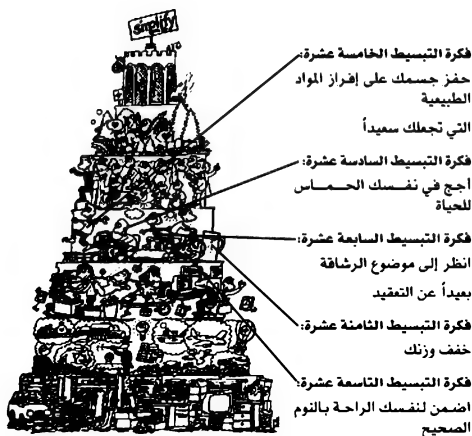 simplify
فكرة التبسيط الخامسة عشرة:
حفز جسمك على إفراز المواد
الطبيعية
التي تجعلك سعيداً
فكرة التبسيط السادسة عشرة:
أجج في نفسك الحماس
للحياة
فكرة التبسيط السابعة عشرة:
انظر إلى موضوع الرشاقة
بعيداً عن التعقيد
فكرة التبسيط الثامنة عشرة:
خفف وزنك
فكرة التبسيط التاسعة عشرة:
اضمن لنفسك الراحة بالنوم
الصحيح